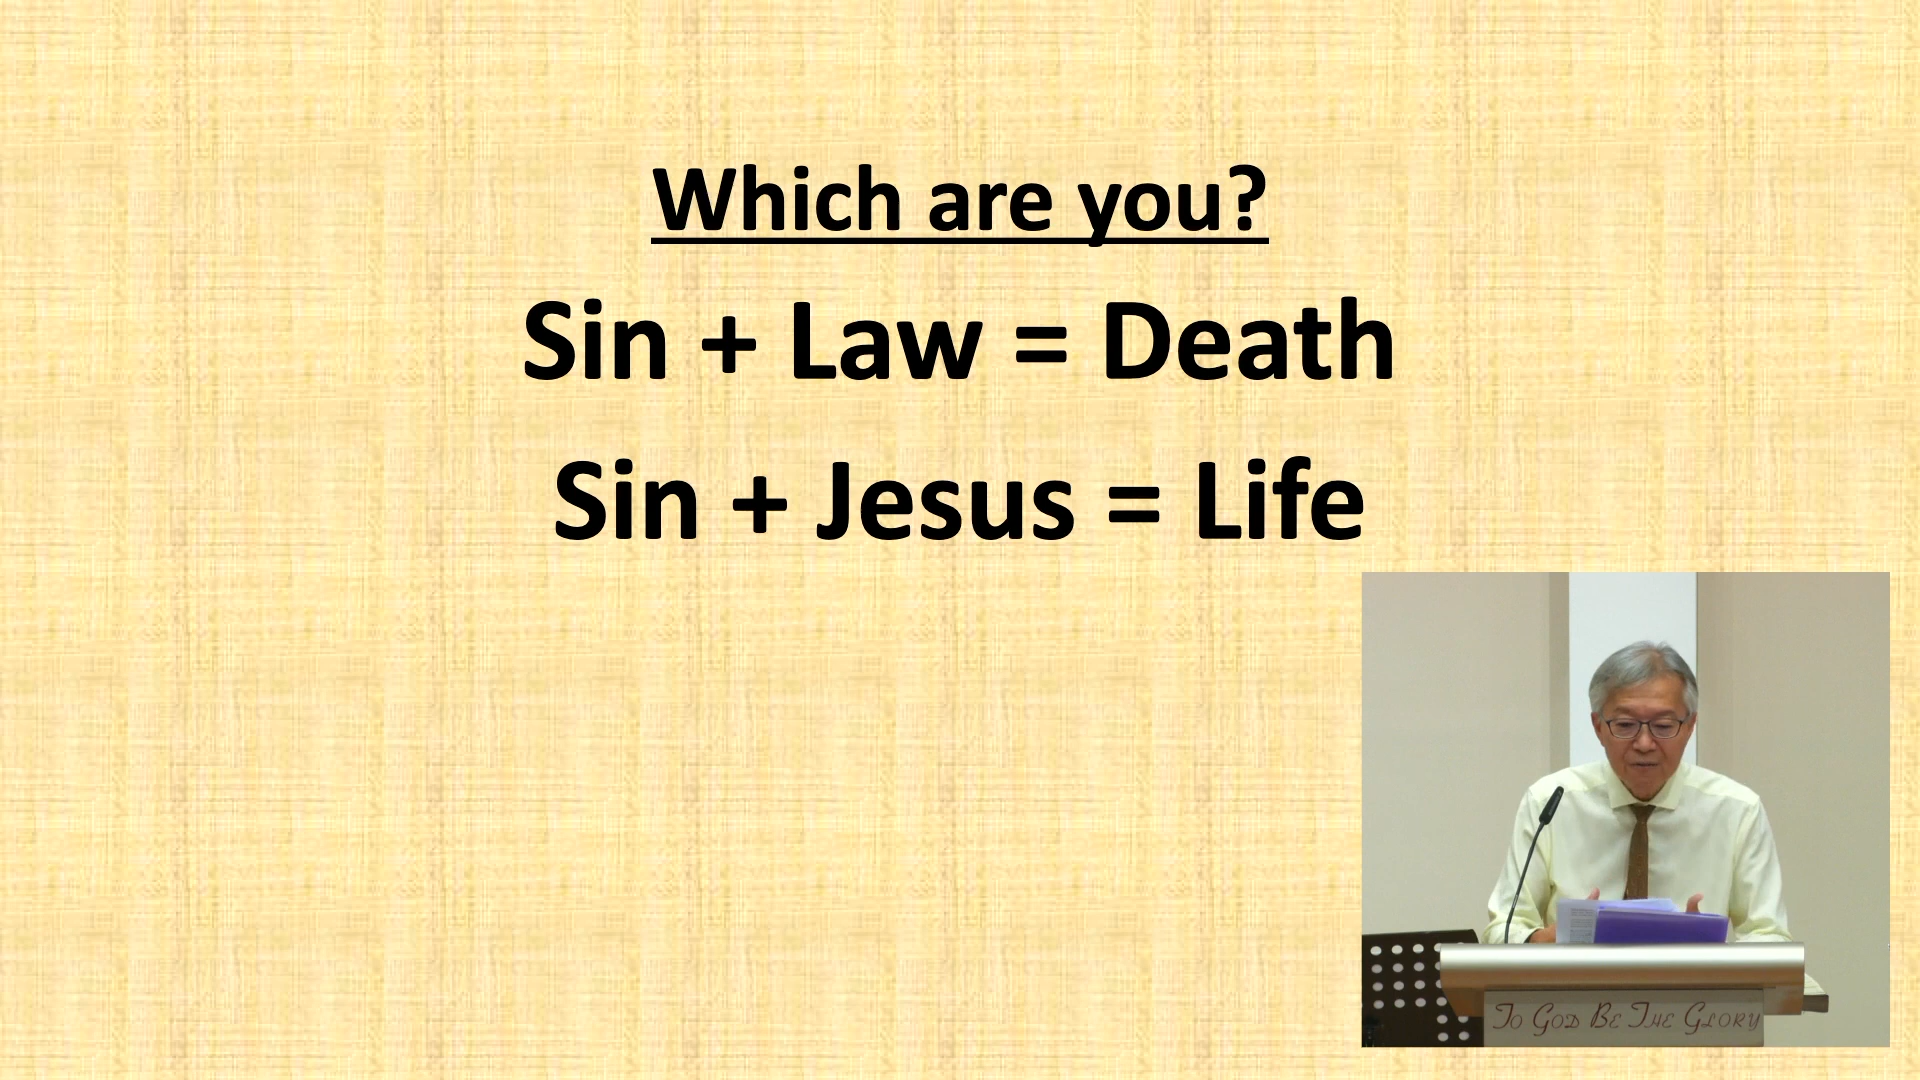 Which are you?
Sin + Law = Death
Sin + Jesus = Life
To God Be The Glory